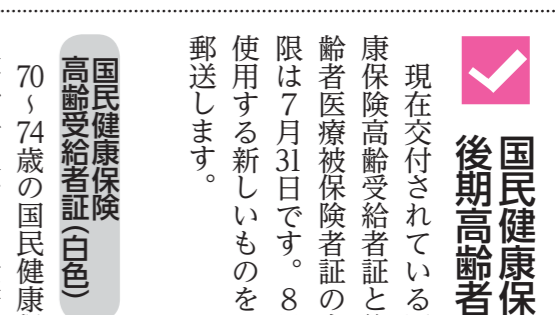 国民健康保
後期高齢者
現在交付されている
康保険高齢受給者証と
齢者医療被保険者証の
限は7月31日です。8
使用する新しいものを
郵送します。
国民健康保険
高齢受給者証(白色)
70～74歳の国民健康